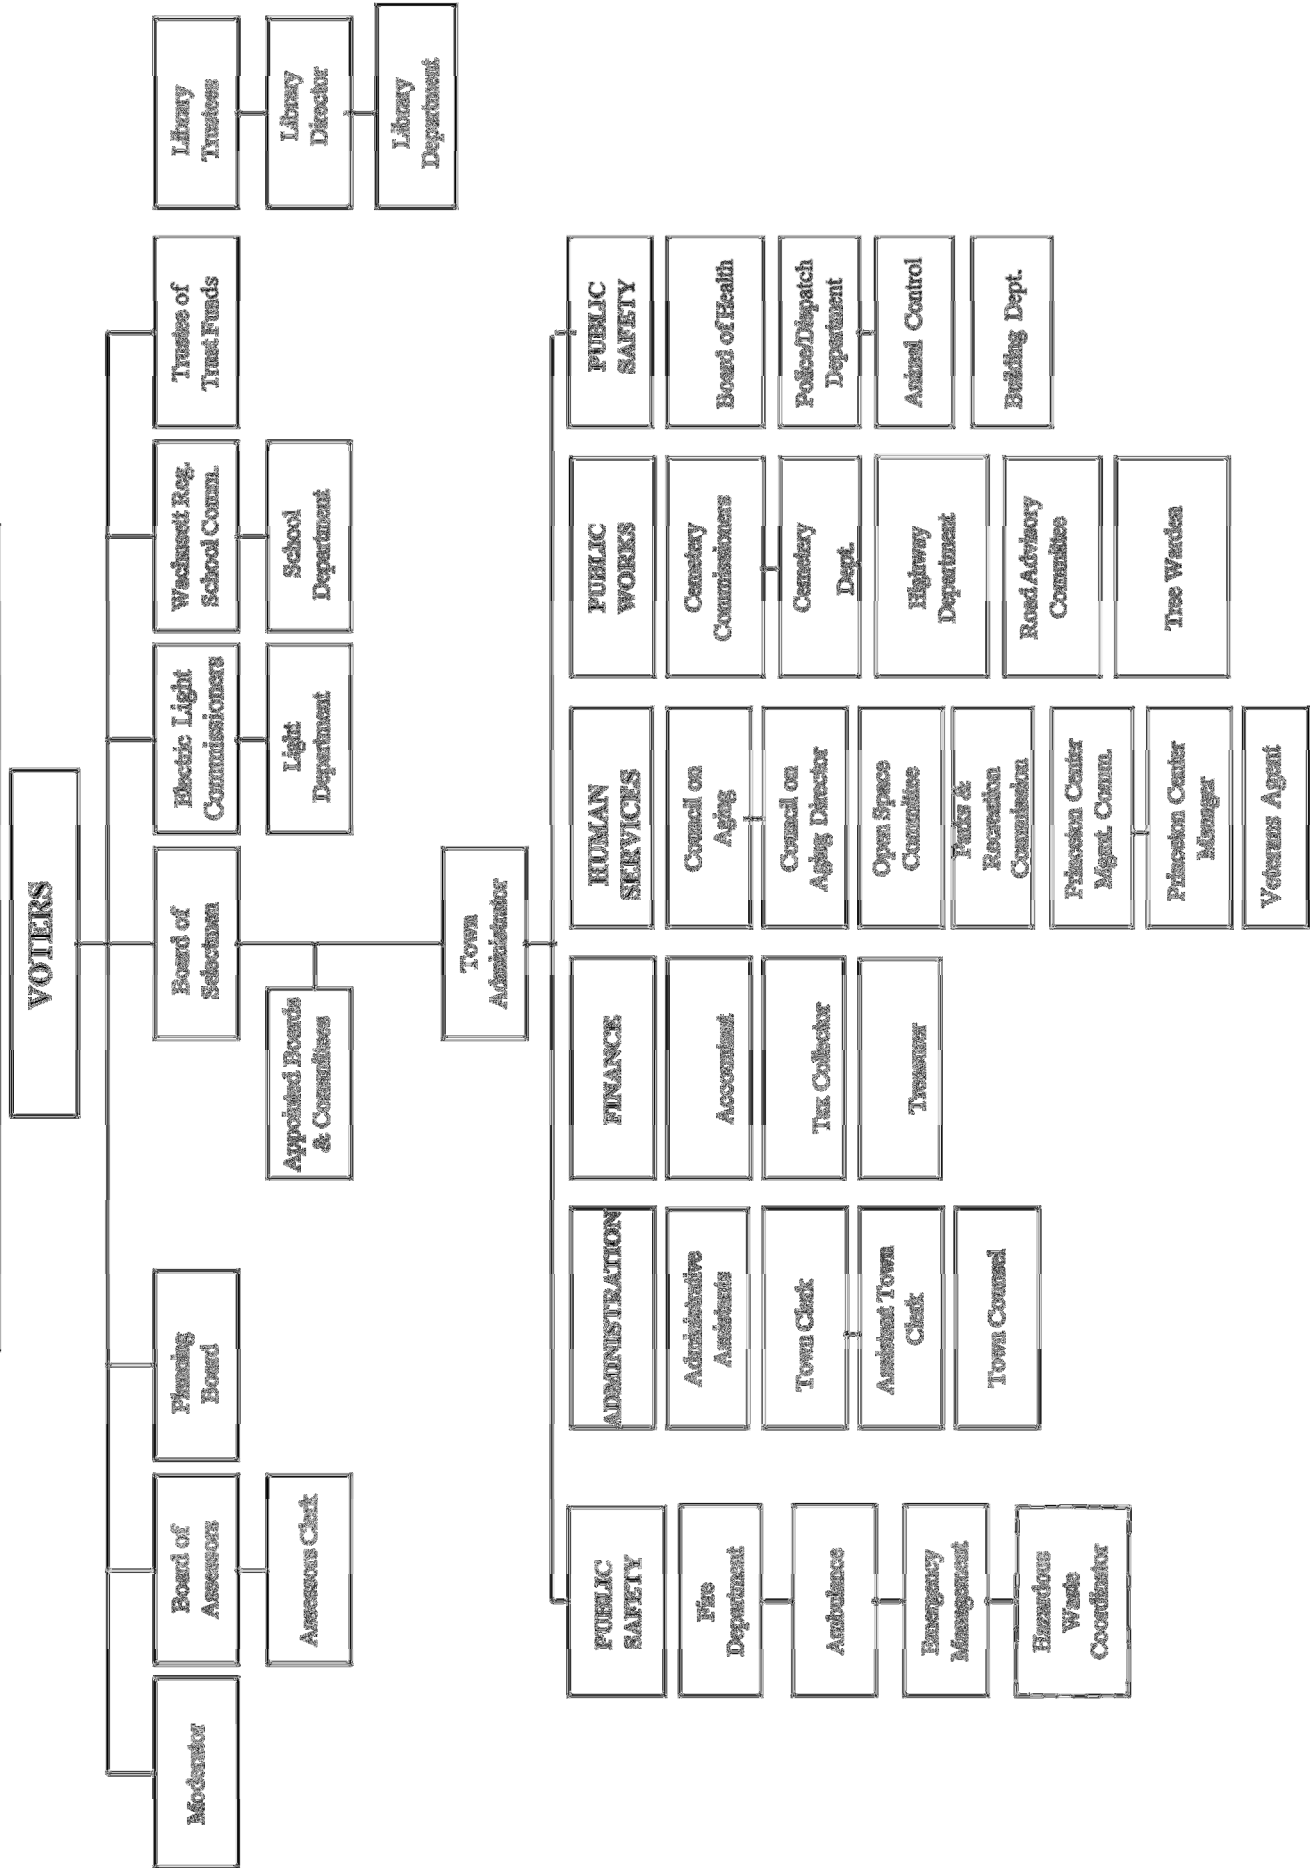 VOTERS
Moderator
Board of
Assessors
Assessors Clerk
Planning
Board
Board of
Selectman
Appointed Boards
& Committees
Electric Light
Commissioners
Light
Department
Wachusett Reg.
School Comm.
School
Department
Trustee of
Trust Funds
Library
Trustees
Library
Director
Library
Department
Town
Administrator
PUBLIC
SAFETY
Fire
Department
Ambulance
Emergency
Management
Hazardous
Waste
Coordinator
ADMINISTRATION
Administrative
Assistants
Town Clerk
Assistant Town
Clerk
Town Counsel
FINANCE
Accountant
Tax Collector
Treasurer
HUMAN
SERVICES
Council on
Aging
Council on
Aging Director
Open Space
Committee
Parks &
Recreation
Commission
Princeton Center
Mgmt. Comm.
Princeton Center
Manager
Veterans Agent
PUBLIC
WORKS
Cemetery
Commissioners
Cemetery
Dept.
Highway
Department
Road Advisory
Committee
Tree Warden
PUBLIC
SAFETY
Board of Health
Police/Dispatch
Department
Animal Control
Building Dept.